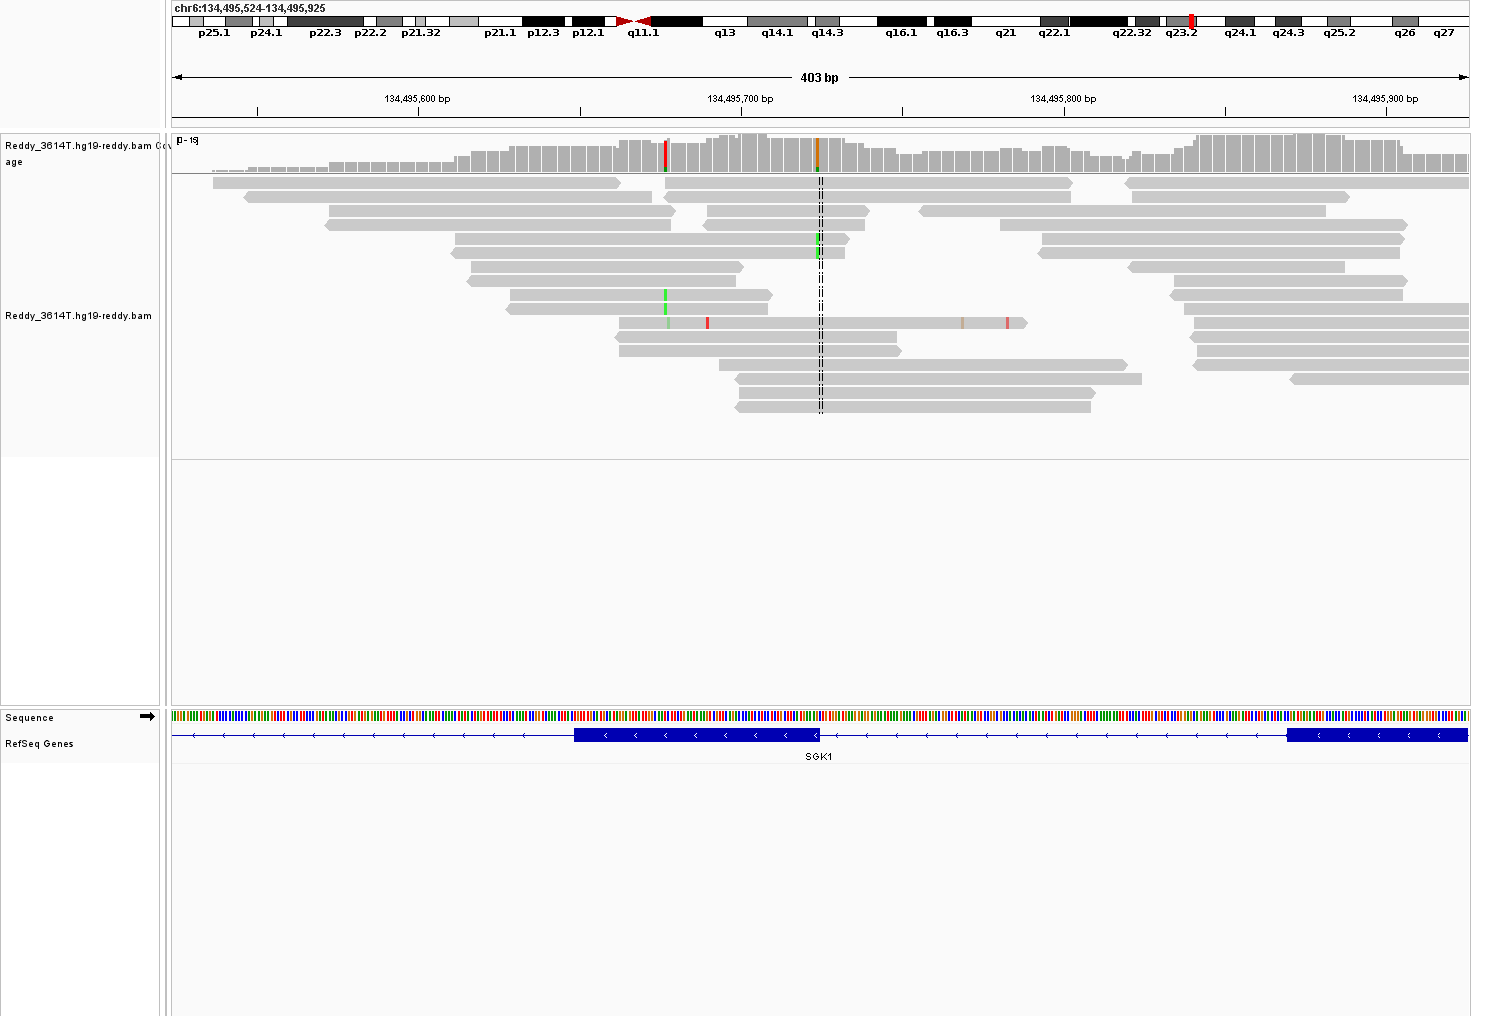 chr6:134,495,524-134,495,925
p25.1 p24.1 p22.3 p22.2 p21.32 p21.1 p12.3 p12.1 q11.1 q13 q14.1 q14.3 q16.1 q16.3 q21 q22.1 q22.32 q23.2 q24.1 q24.3 q25.2 q26 q27
403 bp
134,495,600 bp 134,495,700 bp 134,495,800 bp 134,495,900 bp
Reddy_3614T.hg19-reddy.bam Cov
age
[0 - 19]
Reddy_3614T.hg19-reddy.bam
Sequence
RefSeq Genes
SGK1